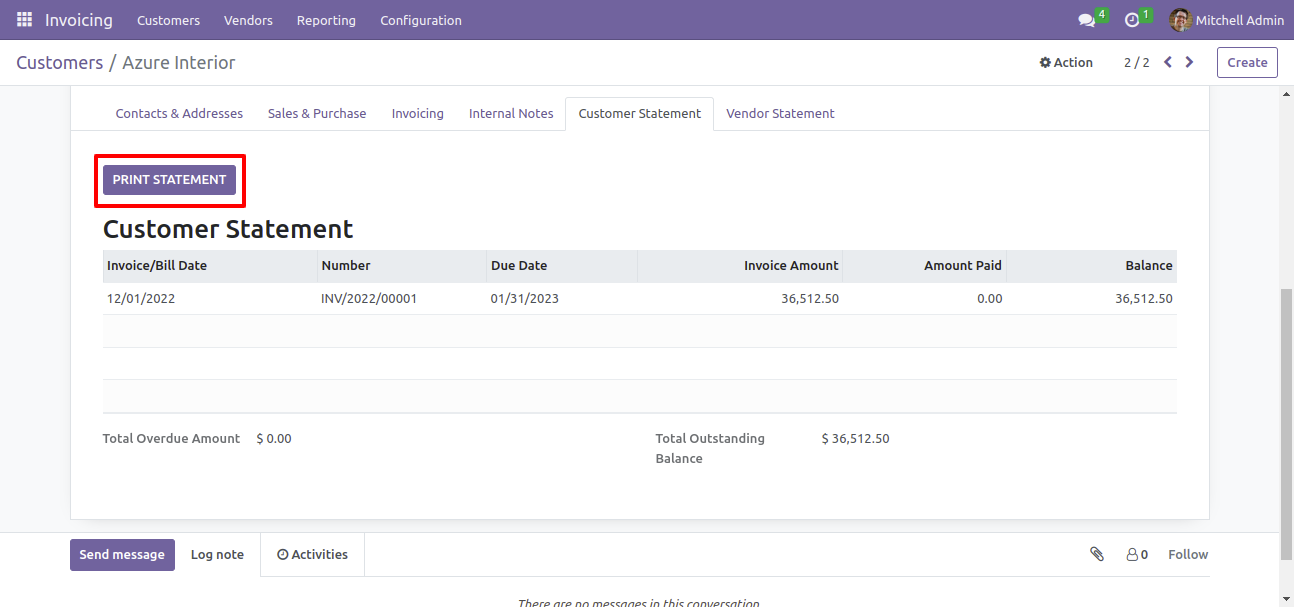 Invoicing Customers Vendors Reporting Configuration 4 1 Mitchell Admin
Customers / Azure Interior Action 2 / 2 Create
Contacts & Addresses Sales & Purchase Invoicing Internal Notes Customer Statement Vendor Statement
PRINT STATEMENT
Customer Statement
Invoice/Bill Date Number Due Date Invoice Amount Amount Paid Balance
12/01/2022 INV/2022/00001 01/31/2023 36,512.50 0.00 36,512.50
Total Overdue Amount $ 0.00 Total Outstanding $ 36,512.50
Balance
Send message Log note Activities 0 Follow
There are no messages in this conversation.